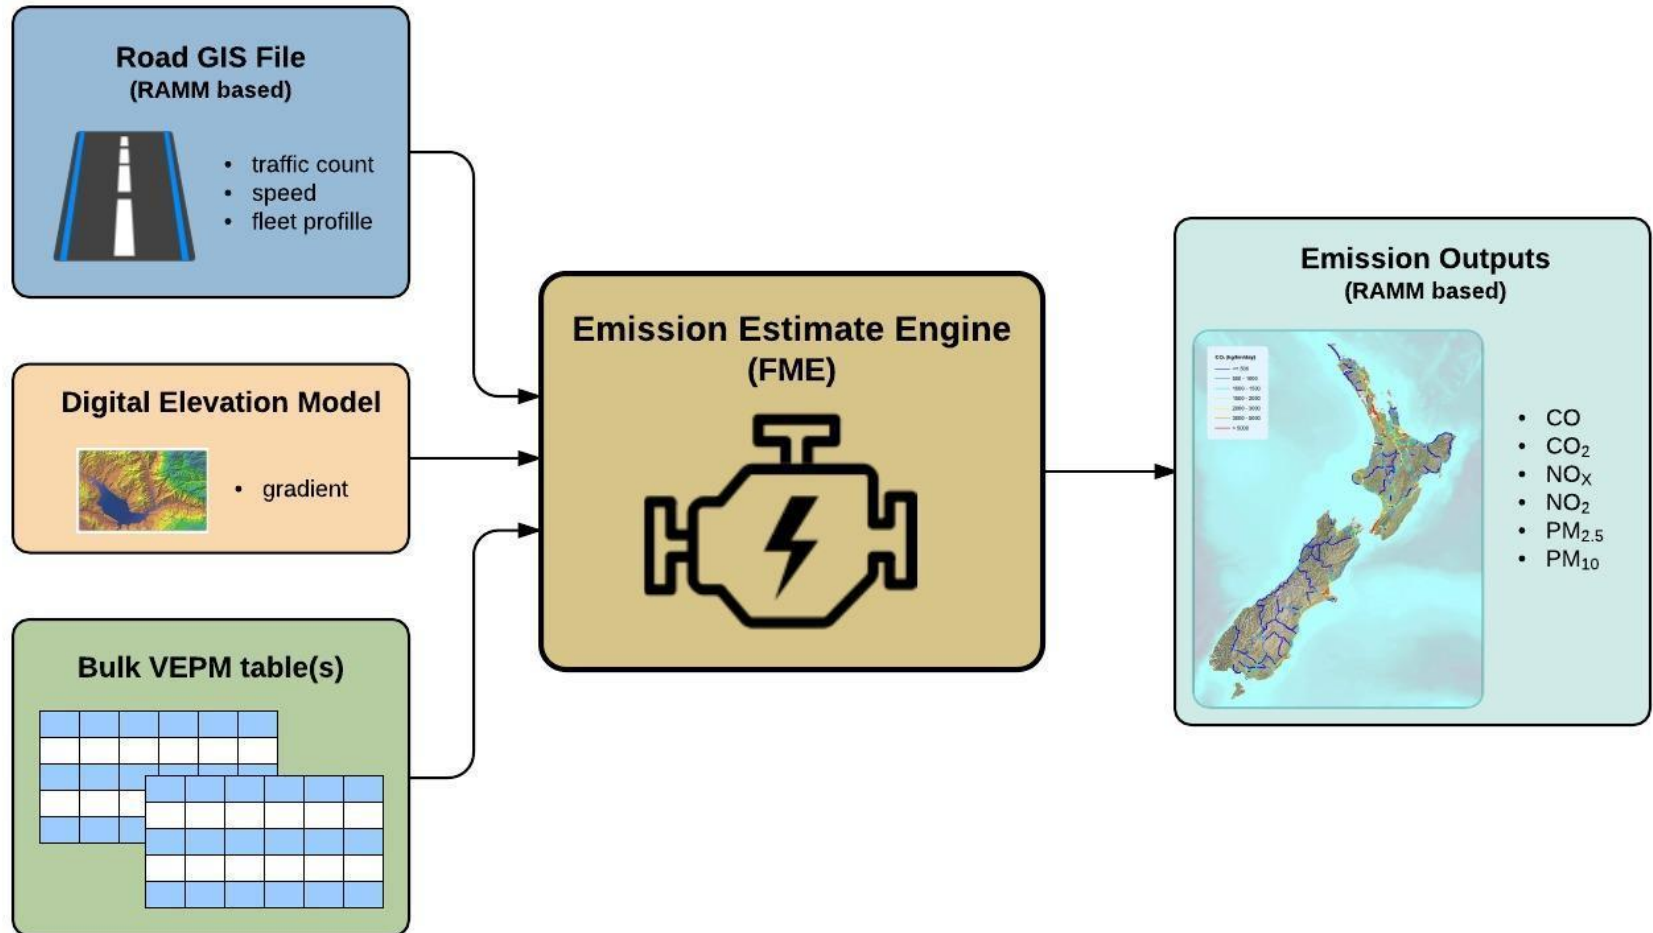 Road GIS File
(RAMM based)
• traffic count
• speed
• fleet profille
Digital Elevation Model
• gradient
Bulk VEPM table(s)
Emission Estimate Engine
(FME)
Emission Outputs
(RAMM based)
• CO
• CO₂
• NOₓ
• NO₂
• PM₂.₅
• PM₁₀